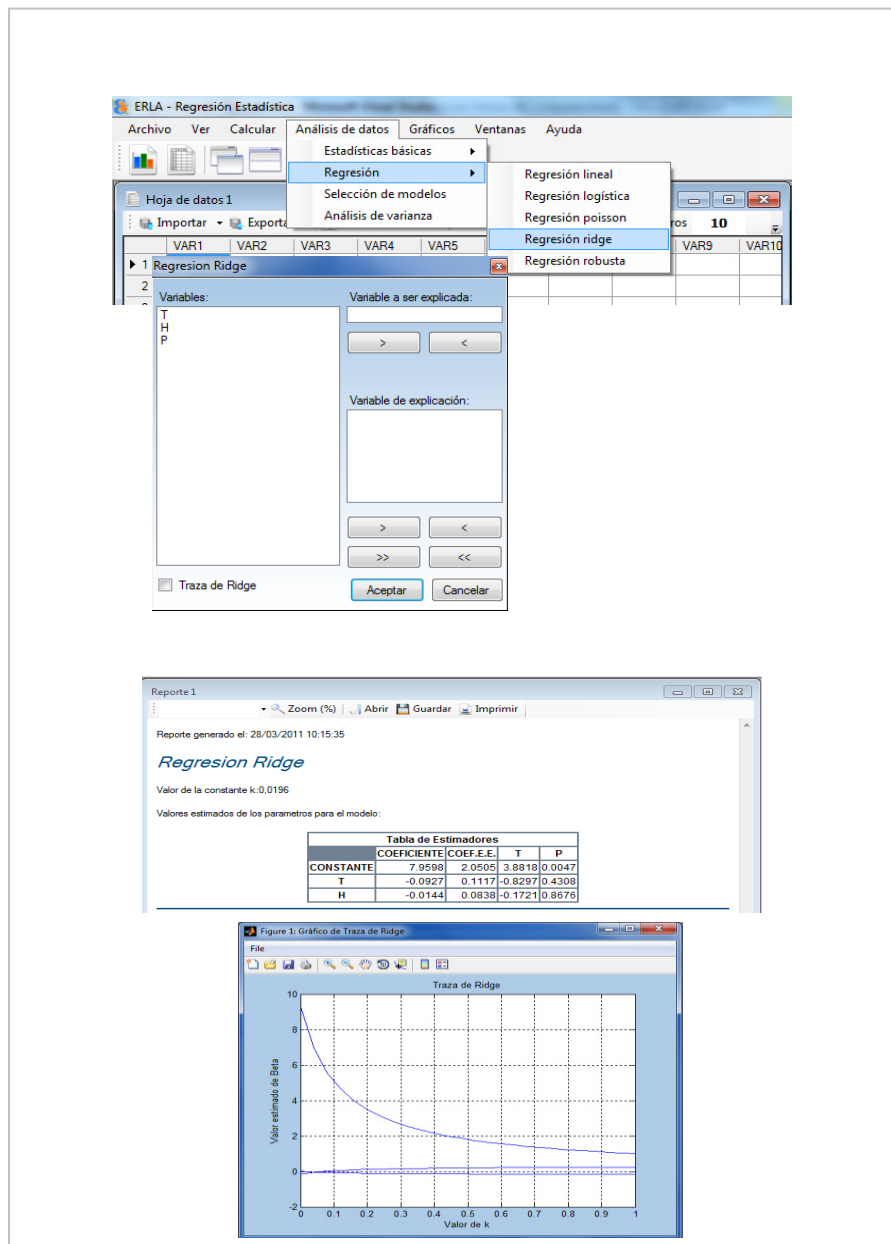 ERLA - Regresión Estadística
Archivo Ver Calcular Análisis de datos Gráficos Ventanas Ayuda
Estadísticas básicas
Regresión
Selección de modelos
Análisis de varianza
Regresión lineal
Regresión logística
Regresión poisson
Regresión ridge
Regresión robusta
Hoja de datos 1
Importar Exporta ros 10
VAR1 VAR2 VAR3 VAR4 VAR5 VAR9 VAR10
1
2
Regresion Ridge
Variables: Variable a ser explicada:
T
H
P
> <
Variable de explicación:
> <
>> <<
Traza de Ridge Aceptar Cancelar
Reporte 1
Zoom (%) Abrir Guardar Imprimir
Reporte generado el: 28/03/2011 10:15:35
Regresion Ridge
Valor de la constante k:0,0196
Valores estimados de los parametros para el modelo:
Tabla de Estimadores
COEFICIENTE COEF.E.E. T P
CONSTANTE 7.9598 2.0505 3.8818 0.0047
T -0.0927 0.1117 -0.8297 0.4308
H -0.0144 0.0838 -0.1721 0.8676
Figure 1: Gráfico de Traza de Ridge
File
Traza de Ridge
10
8
6
4
2
0
-2
Valor estimado de Beta
0 0.1 0.2 0.3 0.4 0.5 0.6 0.7 0.8 0.9 1
Valor de k